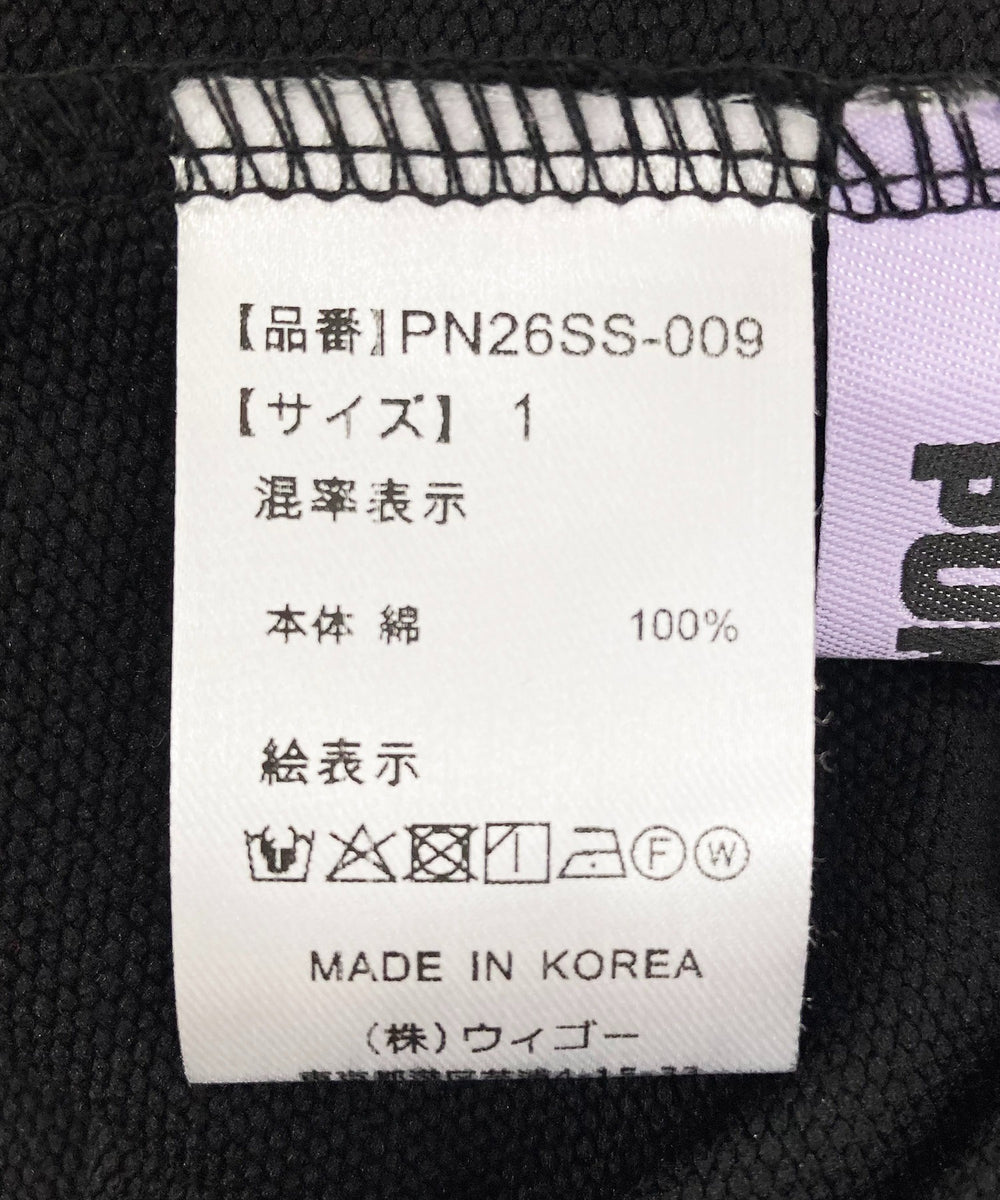 【品番】PN26SS-009
【サイズ】 1
混率表示
本体 綿 100%
絵表示
F W
MADE IN KOREA
(株)ウィゴー